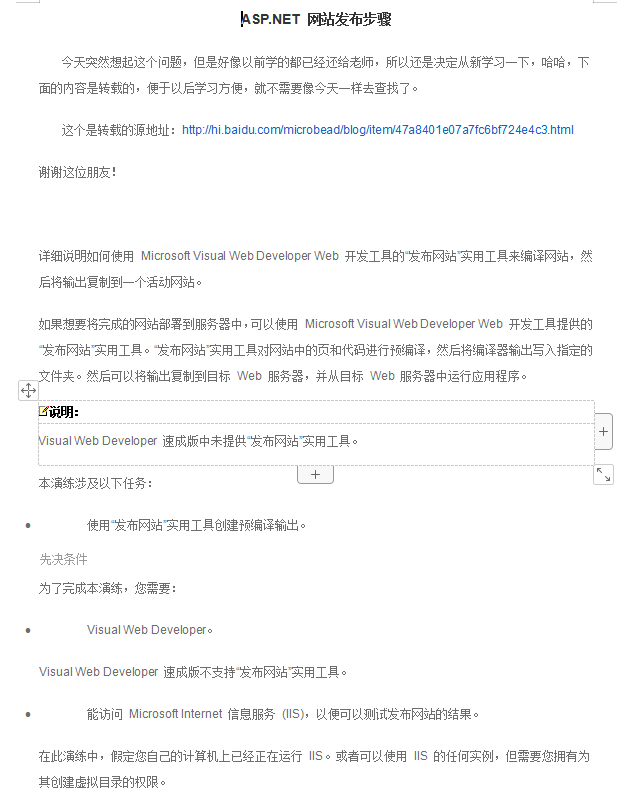 ASP.NET 网站发布步骤
今天突然想起这个问题，但是好像以前学的都已经还给老师，所以还是决定从新学习一下，哈哈，下
面的内容是转载的，便于以后学习方便，就不需要像今天一样去查找了。
这个是转载的源地址：http://hi.baidu.com/microbead/blog/item/47a8401e07a7fc6bf724e4c3.html
谢谢这位朋友！
详细说明如何使用 Microsoft Visual Web Developer Web 开发工具的“发布网站”实用工具来编译网站，然
后将输出复制到一个活动网站。
如果想要将完成的网站部署到服务器中，可以使用 Microsoft Visual Web Developer Web 开发工具提供的
“发布网站”实用工具。“发布网站”实用工具对网站中的页和代码进行预编译，然后将编译器输出写入指定的
文件夹。然后可以将输出复制到目标 Web 服务器，并从目标 Web 服务器中运行应用程序。
说明：
Visual Web Developer 速成版中未提供“发布网站”实用工具。
本演练涉及以下任务：
• 使用“发布网站”实用工具创建预编译输出。
先决条件
为了完成本演练，您需要：
• Visual Web Developer。
Visual Web Developer 速成版不支持“发布网站”实用工具。
• 能访问 Microsoft Internet 信息服务 (IIS)，以便可以测试发布网站的结果。
在此演练中，假定您自己的计算机上已经正在运行 IIS。或者可以使用 IIS 的任何实例，但需要您拥有为
其创建虚拟目录的权限。